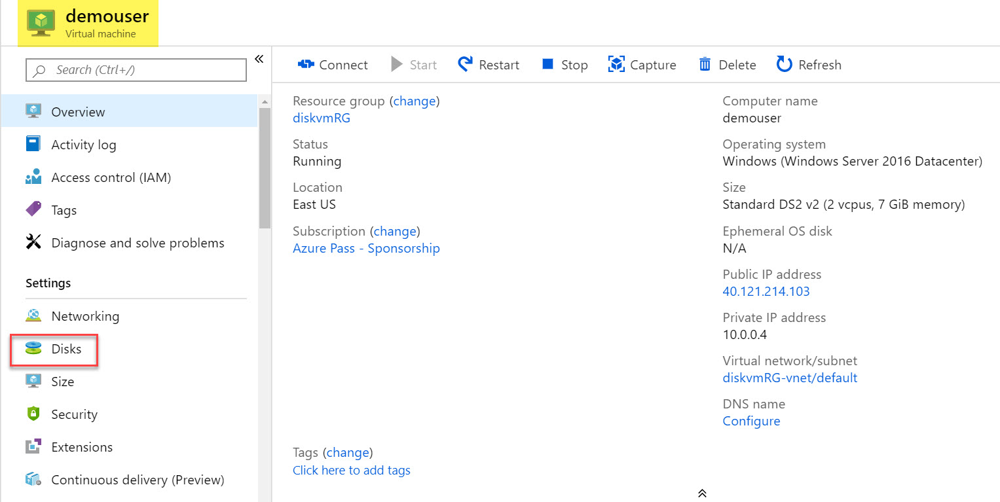 demouser
Virtual machine
Search (Ctrl+/)
Overview
Activity log
Access control (IAM)
Tags
Diagnose and solve problems
Settings
Networking
Disks
Size
Security
Extensions
Continuous delivery (Preview)
Connect Start Restart Stop Capture Delete Refresh
Resource group (change)
diskvmRG
Status
Running
Location
East US
Subscription (change)
Azure Pass - Sponsorship
Computer name
demouser
Operating system
Windows (Windows Server 2016 Datacenter)
Size
Standard DS2 v2 (2 vcpus, 7 GiB memory)
Ephemeral OS disk
N/A
Public IP address
40.121.214.103
Private IP address
10.0.0.4
Virtual network/subnet
diskvmRG-vnet/default
DNS name
Configure
Tags (change)
Click here to add tags